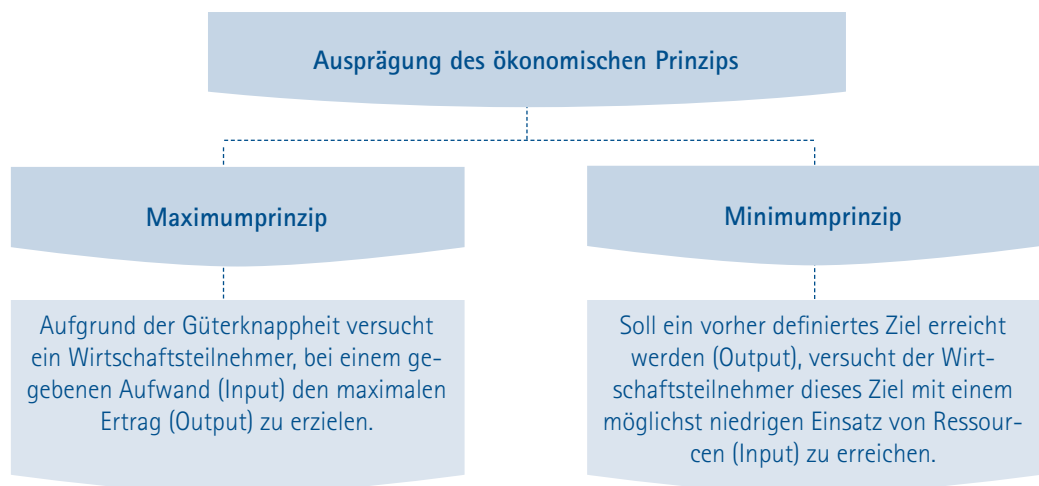 Ausprägung des ökonomischen Prinzips
Maximumprinzip
Aufgrund der Güterknappheit versucht
ein Wirtschaftsteilnehmer, bei einem ge-
gebenen Aufwand (Input) den maximalen
Ertrag (Output) zu erzielen.
Minimumprinzip
Soll ein vorher definiertes Ziel erreicht
werden (Output), versucht der Wirt-
schaftsteilnehmer dieses Ziel mit einem
möglichst niedrigen Einsatz von Ressour-
cen (Input) zu erreichen.